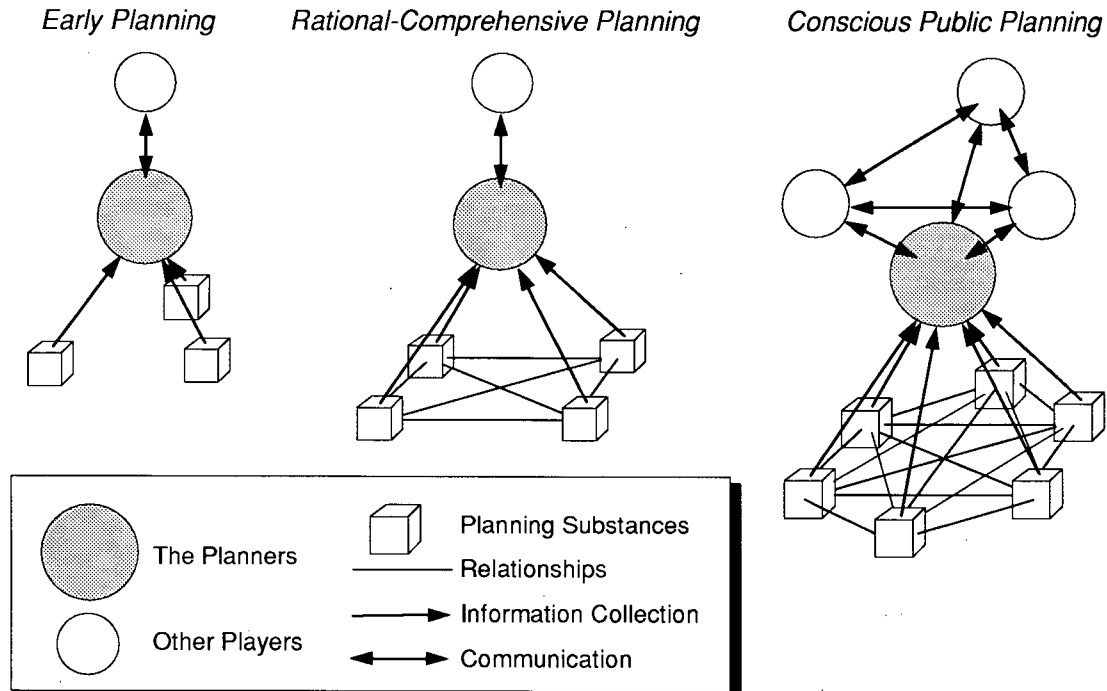 Early Planning
Rational-Comprehensive Planning
Conscious Public Planning
The Planners
Other Players
Planning Substances
Relationships
Information Collection
Communication